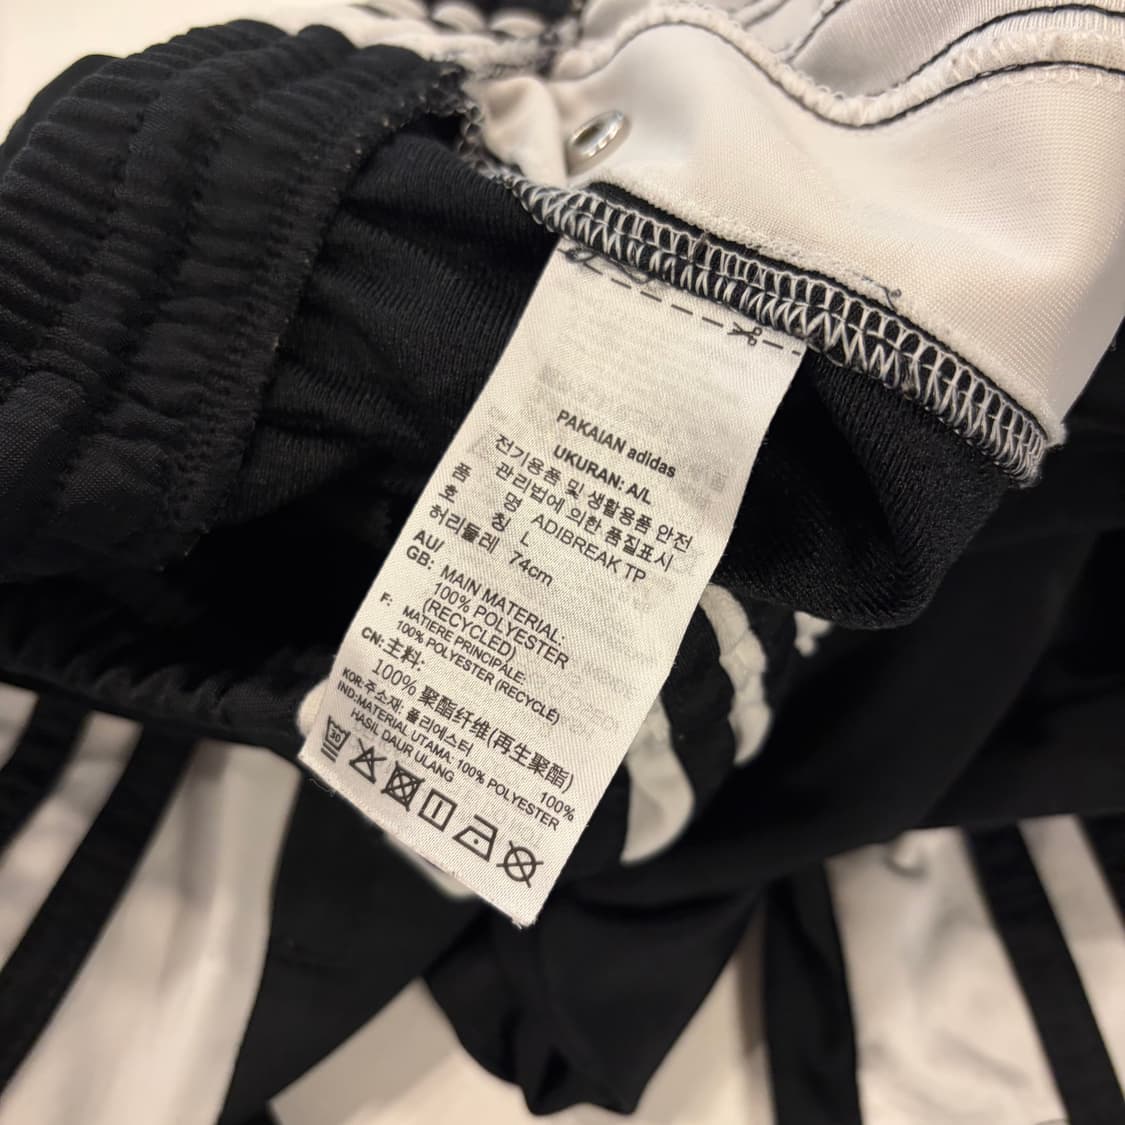 PAKAIAN adidas
UKURAN: A/L
전기용품 및 생활용품 안전
관리법에 의한 품질표시
품 명 ADIBREAK TP
호 칭 L
허리둘레 74cm
AU/
GB: MAIN MATERIAL:
100% POLYESTER
(RECYCLED)
F: MATIERE PRINCIPALE:
100% POLYESTER (RECYCLÉ)
CN: 主料:
100% 聚酯纤维(再生聚酯)
KOR: 주소재: 폴리에스터 100%
IND: MATERIAL UTAMA: 100% POLYESTER
HASIL DAUR ULANG
30